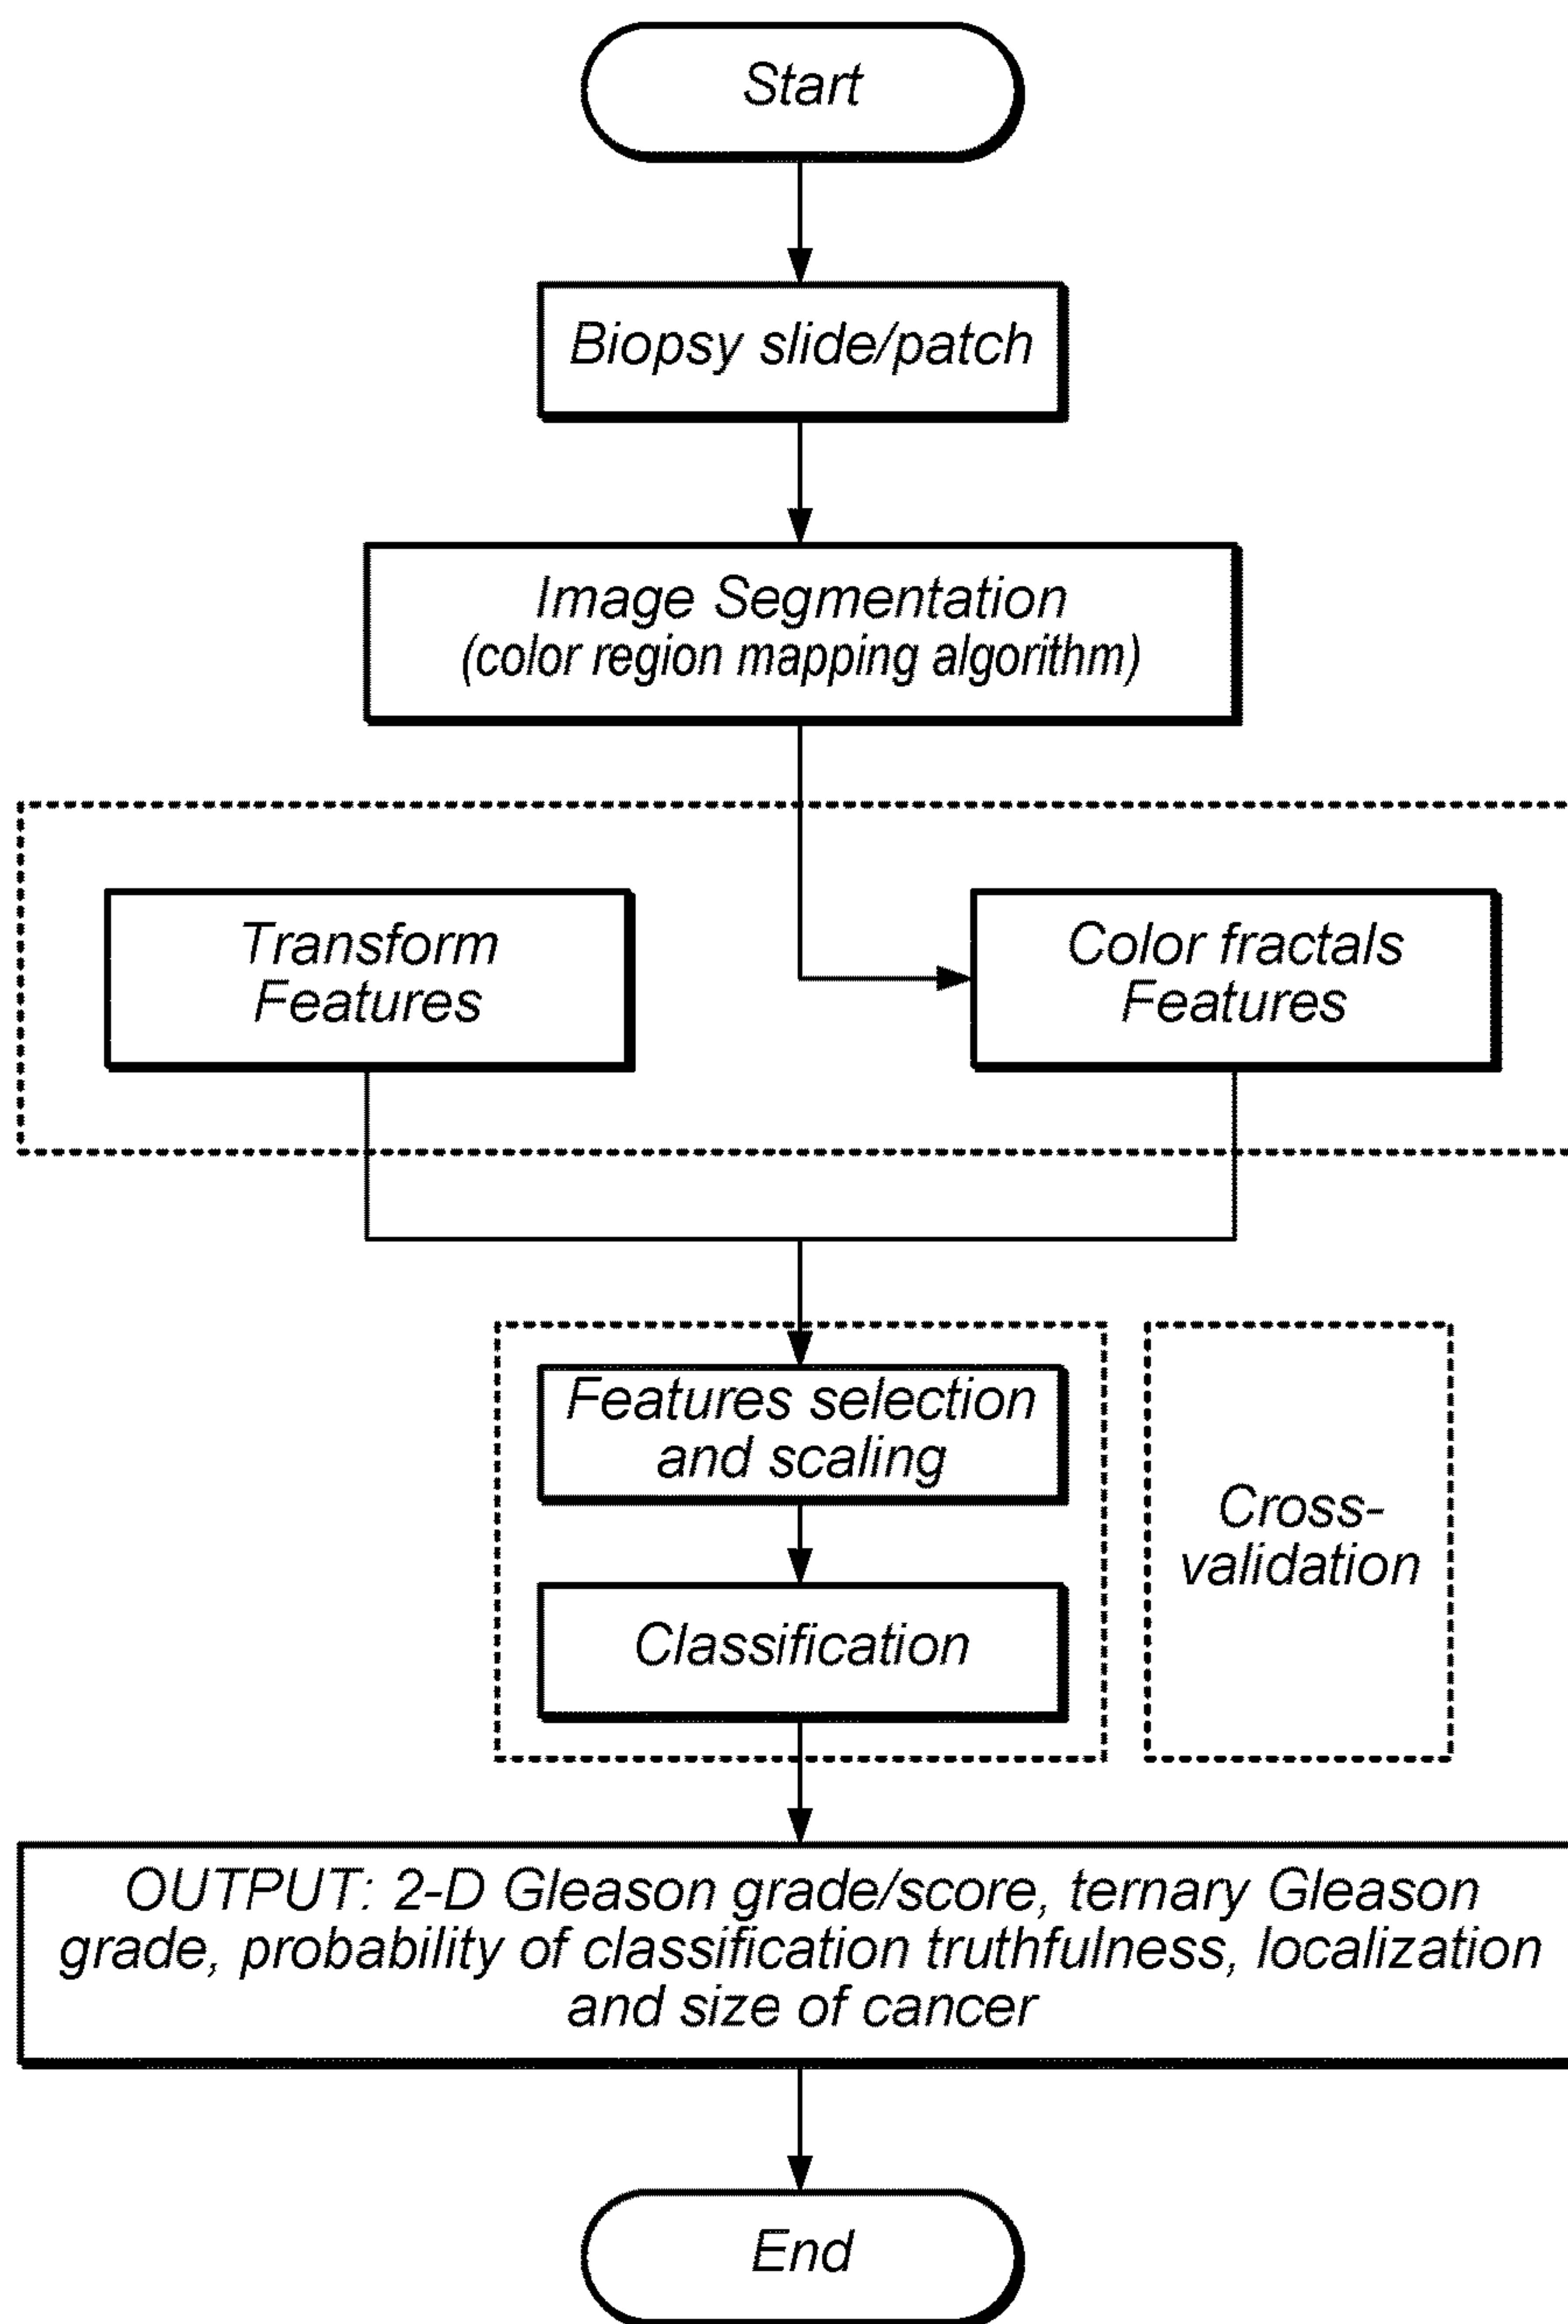 Start
Biopsy slide/patch
Image Segmentation
(color region mapping algorithm)
Transform
Features
Color fractals
Features
Features selection
and scaling
Cross-
validation
Classification
OUTPUT: 2-D Gleason grade/score, ternary Gleason
grade, probability of classification truthfulness, localization
and size of cancer
End